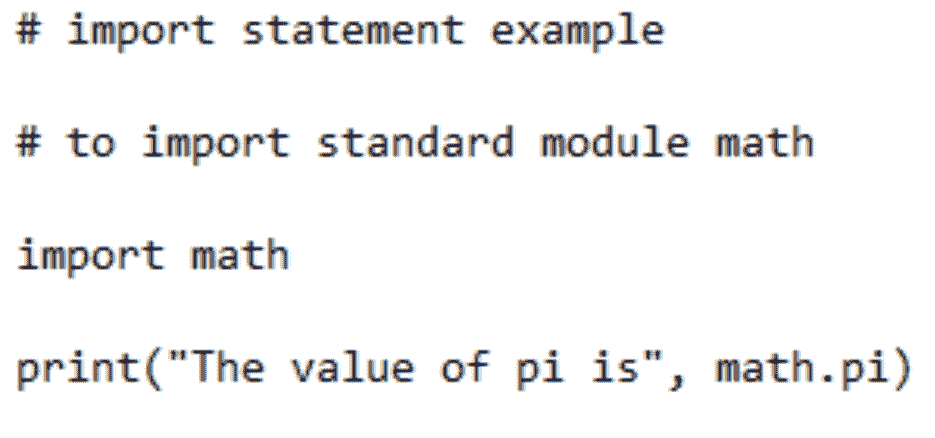 # import statement example
# to import standard module math
import math
print("The value of pi is", math.pi)